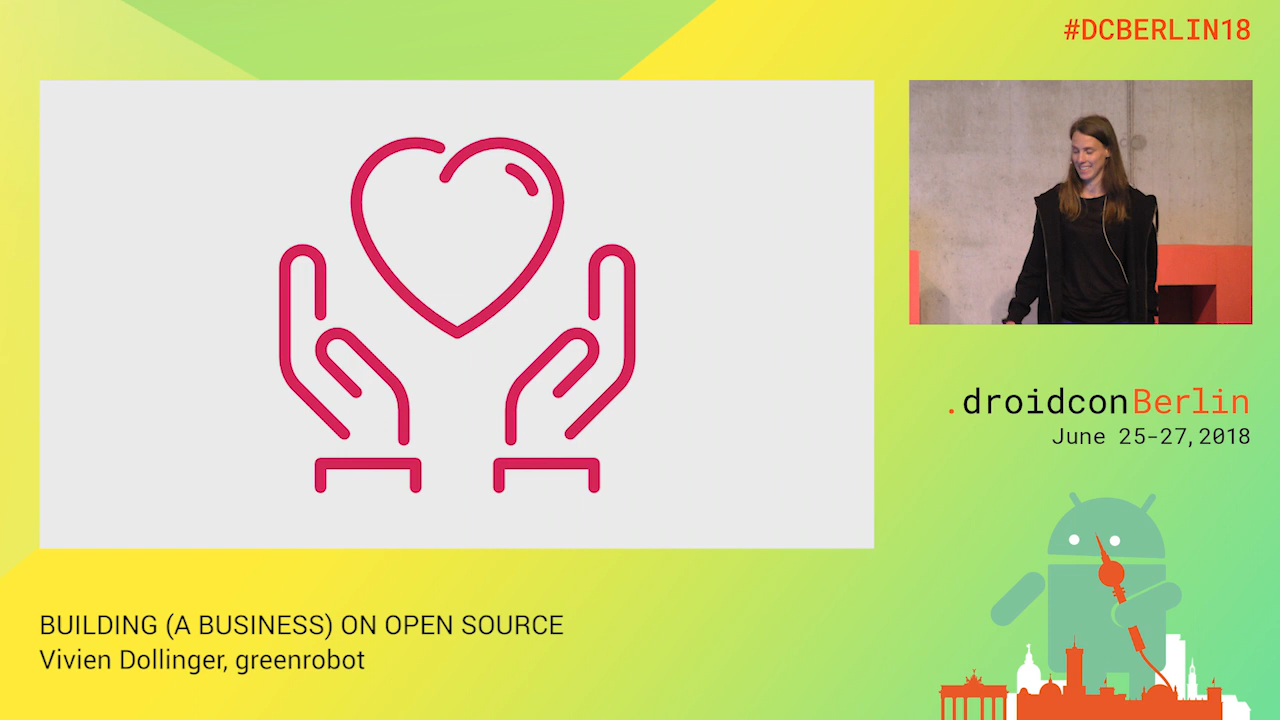 #DCBERLIN18
.droidconBerlin
June 25-27, 2018
BUILDING (A BUSINESS) ON OPEN SOURCE
Vivien Dollinger, greenrobot